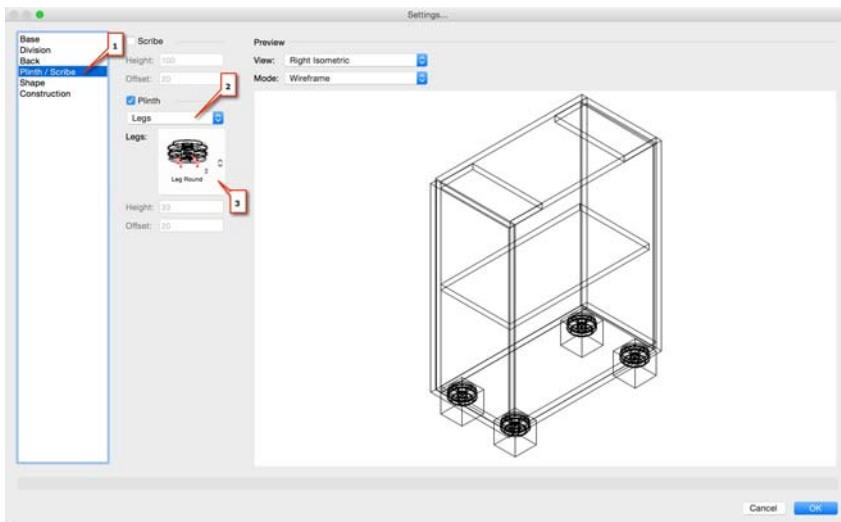 Settings...
Base
Division
Back
Plinth / Scribe
Shape
Construction
1
Scribe
Height: 100
Offset: 20
2
Plinth
Legs
Legs:
Leg Round
3
Height: 33
Offset: 20
Preview
View: Right Isometric
Mode: Wireframe
Cancel
OK